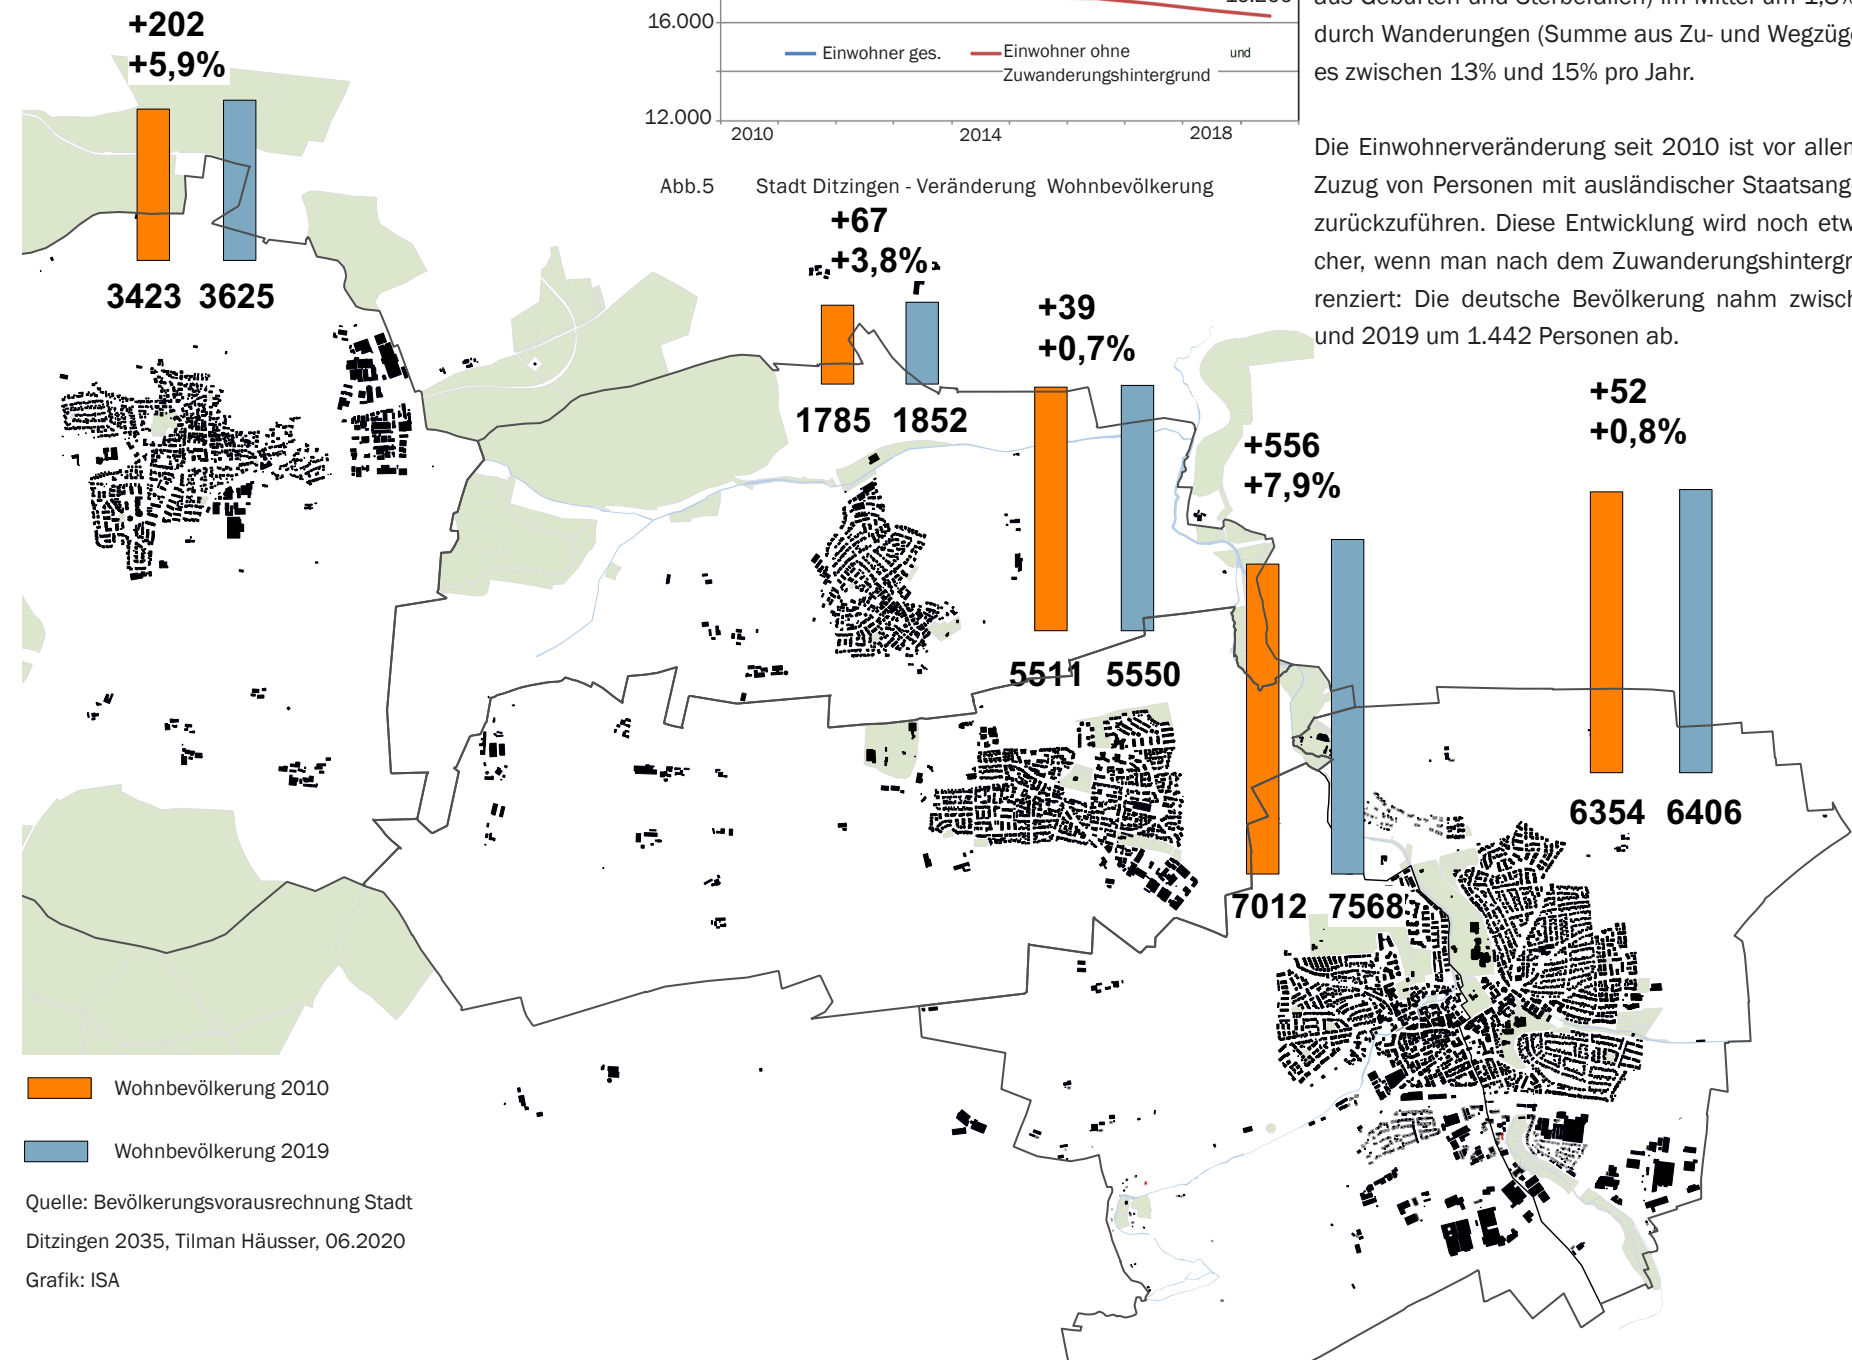 +202
+5,9%
3423 3625
16.000
Einwohner ges.
Einwohner ohne
Zuwanderungshintergrund
und
12.000
2010 2014 2018
Abb.5 Stadt Ditzingen - Veränderung Wohnbevölkerung
durch Wanderungen (Summe aus Zu- und Wegzüge
es zwischen 13% und 15% pro Jahr.
Die Einwohnerveränderung seit 2010 ist vor allen
Zuzug von Personen mit ausländischer Staatsang
zurückzuführen. Diese Entwicklung wird noch etw
cher, wenn man nach dem Zuwanderungshintergr
renziert: Die deutsche Bevölkerung nahm zwisch
und 2019 um 1.442 Personen ab.
+67
+3,8%
1785 1852
+39
+0,7%
5511 5550
+556
+7,9%
7012 7568
+52
+0,8%
6354 6406
Wohnbevölkerung 2010
Wohnbevölkerung 2019
Quelle: Bevölkerungsvorausrechnung Stadt
Ditzingen 2035, Tilman Häusser, 06.2020
Grafik: ISA